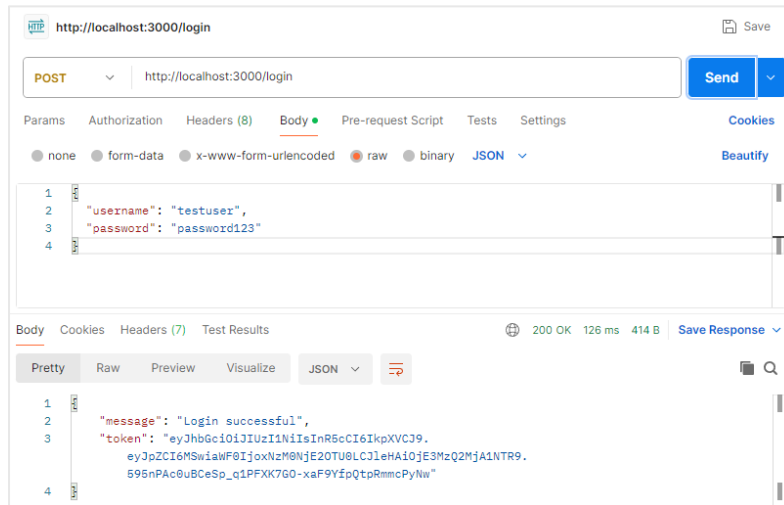 HTTP http://localhost:3000/login Save
POST http://localhost:3000/login Send
Params Authorization Headers (8) Body Pre-request Script Tests Settings Cookies
none form-data x-www-form-urlencoded raw binary JSON Beautify
1 {
2 "username": "testuser",
3 "password": "password123"
4 }
Body Cookies Headers (7) Test Results 200 OK 126 ms 414 B Save Response
Pretty Raw Preview Visualize JSON
1 {
2 "message": "Login successful",
3 "token": "eyJhbGciOiJIUzI1NiIsInR5cCI6IkpXVCJ9.
eyJpZCI6MSwiaWF0IjoxNzM0NjE2OTU0LCJleHAiOjE3MzQ2MjA1NTR9.
595nPAc0uBCeSp_q1PFXK7GO-xaF9YfpQtpRmmcPyNw"
4 }